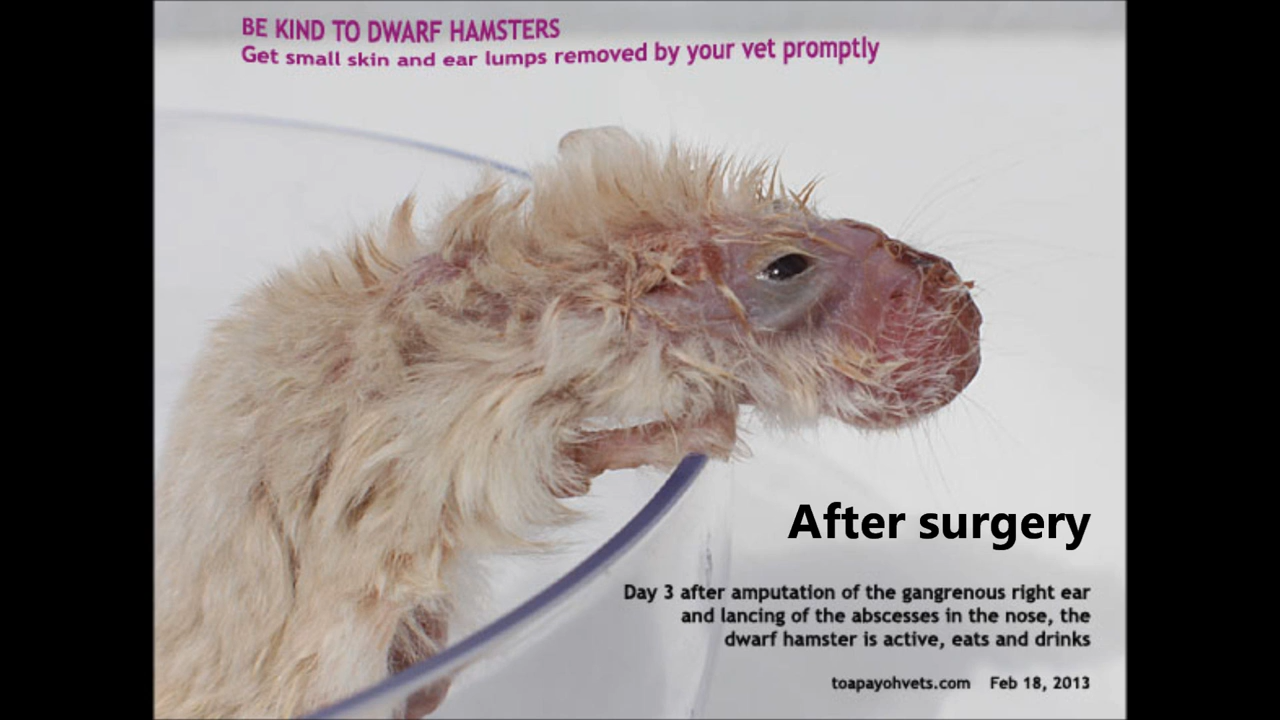 BE KIND TO DWARF HAMSTERS
Get small skin and ear lumps removed by your vet promptly
After surgery
Day 3 after amputation of the gangrenous right ear
and lancing of the abscesses in the nose, the
dwarf hamster is active, eats and drinks
toapayohvets.com Feb 18, 2013